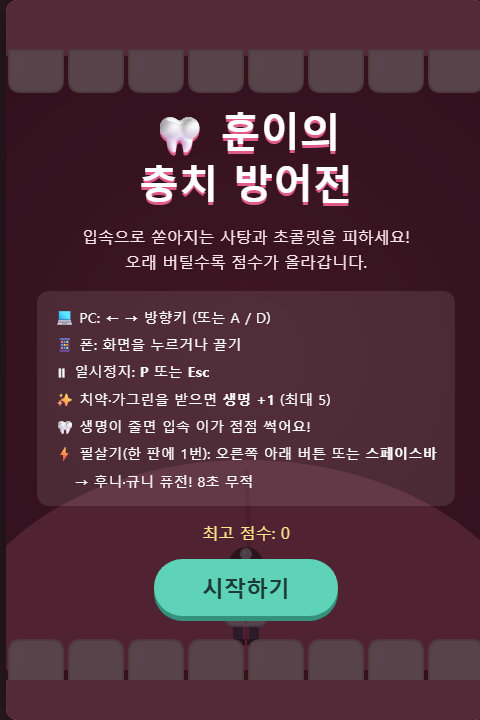 🦷 훈이의
충치 방어전
입속으로 쏟아지는 사탕과 초콜릿을 피하세요!
오래 버틸수록 점수가 올라갑니다.
💻 PC: ← → 방향키 (또는 A / D)
📱 폰: 화면을 누르거나 끌기
⏸ 일시정지: P 또는 Esc
✨ 치약·가그린을 받으면 생명 +1 (최대 5)
🦷 생명이 줄면 입속 이가 점점 썩어요!
⚡ 필살기(한 판에 1번): 오른쪽 아래 버튼 또는 스페이스바
→ 후니·규니 퓨전! 8초 무적
최고 점수: 0
시작하기